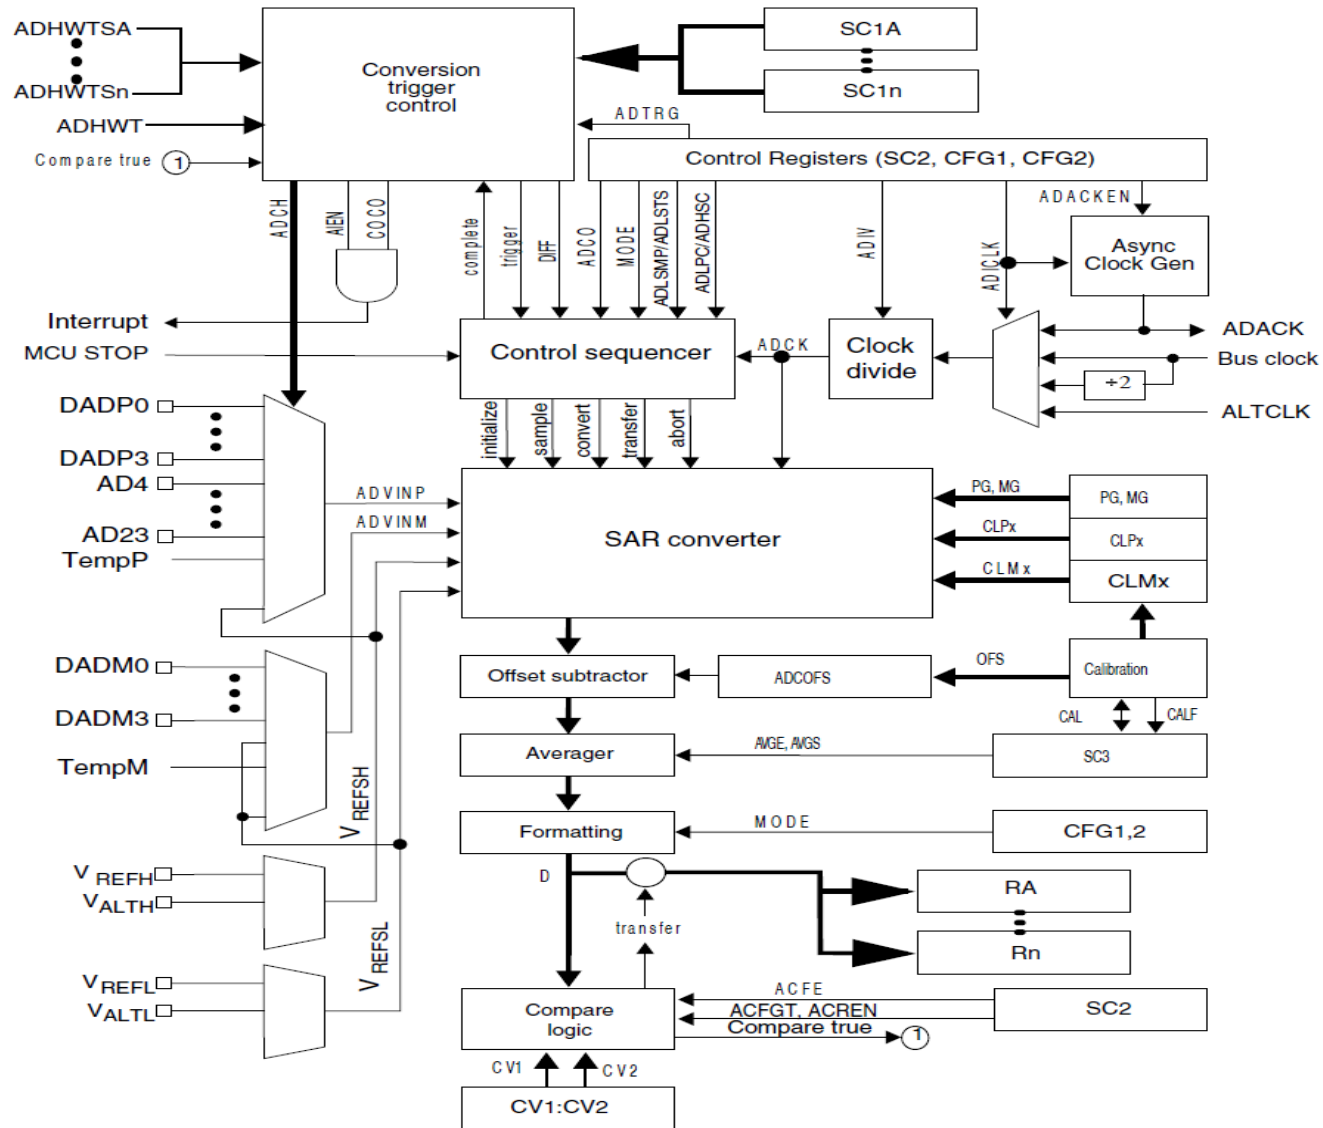 ADHWTSA
ADHWTSn
ADHWT
Compare true 1
Conversion
trigger
control
SC1A
SC1n
ADTRG
Control Registers (SC2, CFG1, CFG2)
ADACKEN
Async
Clock Gen
ADCH
AIEN
COCO
complete
trigger
DIFF
ADCO
MODE
ADLSMP/ADLSTS
ADLPC/ADHSC
ADIV
ADICLK
Interrupt
MCU STOP
Control sequencer
ADCK
Clock
divide
ADACK
Bus clock
÷2
ALTCLK
initialize
sample
convert
transfer
abort
DADP0
DADP3
AD4
AD23
TempP
ADVINP
ADVINM
SAR converter
PG, MG
PG, MG
CLPx
CLPx
CLMx
CLMx
DADM0
DADM3
TempM
Offset subtractor
ADCOFS
OFS
Calibration
CAL
CALF
Averager
AVGE, AVGS
SC3
Formatting
MODE
CFG1,2
VREFSH
VREFSL
VREFH
VALTH
VREFL
VALTL
D
transfer
RA
Rn
Compare
logic
ACFE
ACFGT, ACREN
Compare true 1
SC2
CV1
CV2
CV1:CV2